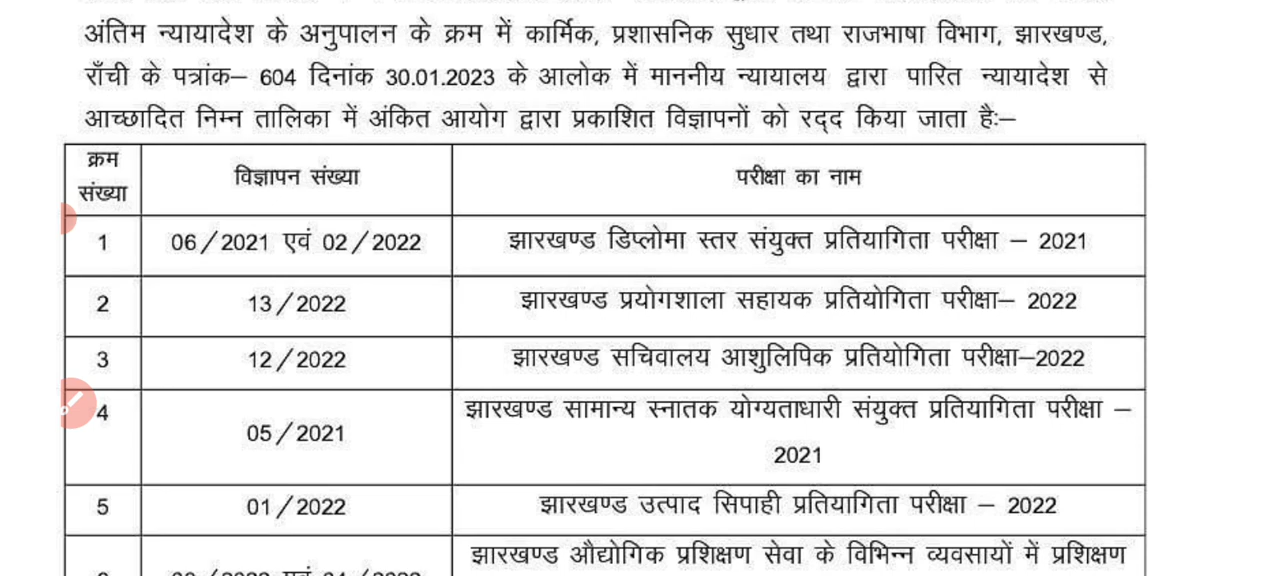 अंतिम न्यायादेश के अनुपालन के क्रम में कार्मिक, प्रशासनिक सुधार तथा राजभाषा विभाग, झारखण्ड,
राँची के पत्रांक– 604 दिनांक 30.01.2023 के आलोक में माननीय न्यायालय द्वारा पारित न्यायादेश से
आच्छादित निम्न तालिका में अंकित आयोग द्वारा प्रकाशित विज्ञापनों को रद्द किया जाता है:–
क्रम
संख्या
विज्ञापन संख्या
परीक्षा का नाम
1
06/2021 एवं 02/2022
झारखण्ड डिप्लोमा स्तर संयुक्त प्रतियागिता परीक्षा – 2021
2
13/2022
झारखण्ड प्रयोगशाला सहायक प्रतियोगिता परीक्षा– 2022
3
12/2022
झारखण्ड सचिवालय आशुलिपिक प्रतियोगिता परीक्षा–2022
4
05/2021
झारखण्ड सामान्य स्नातक योग्यताधारी संयुक्त प्रतियागिता परीक्षा –
2021
5
01/2022
झारखण्ड उत्पाद सिपाही प्रतियागिता परीक्षा – 2022
झारखण्ड औद्योगिक प्रशिक्षण सेवा के विभिन्न व्यवसायों में प्रशिक्षण